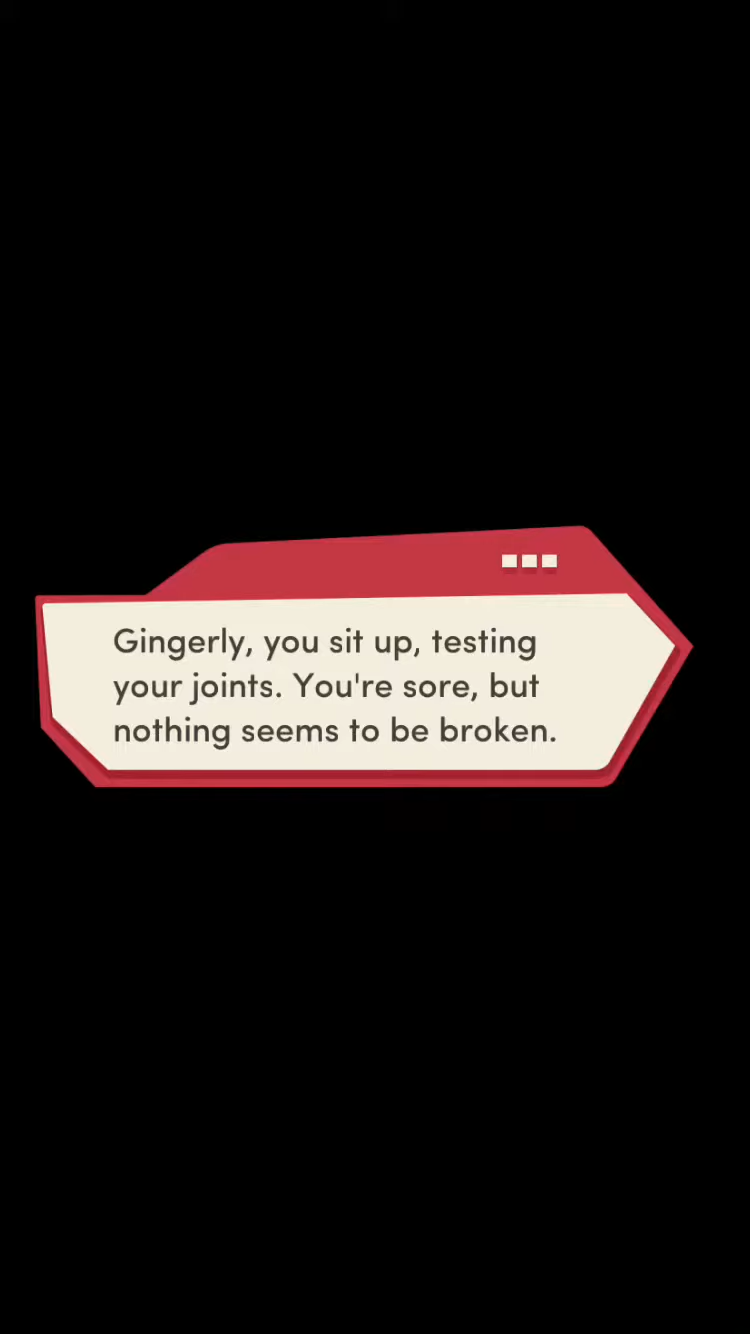 Gingerly, you sit up, testing
your joints. You're sore, but
nothing seems to be broken.